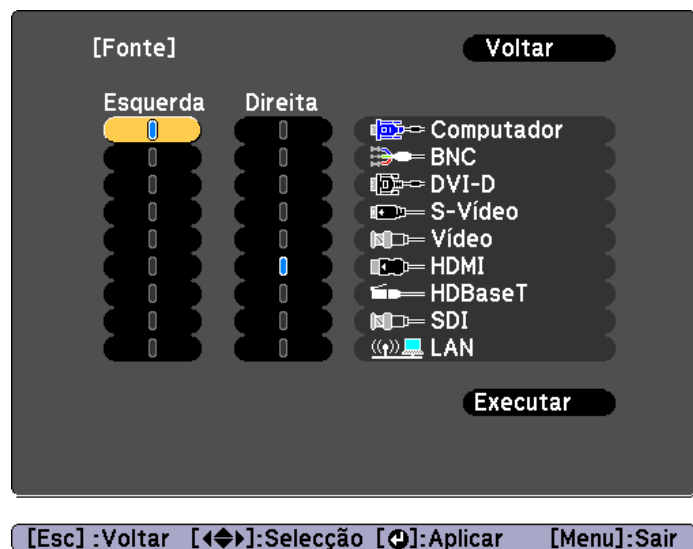 [Fonte] Voltar
Esquerda Direita
Computador
BNC
DVI-D
S-Vídeo
Vídeo
HDMI
HDBaseT
SDI
LAN
Executar
[Esc] :Voltar []:Selecção []:Aplicar [Menu]:Sair